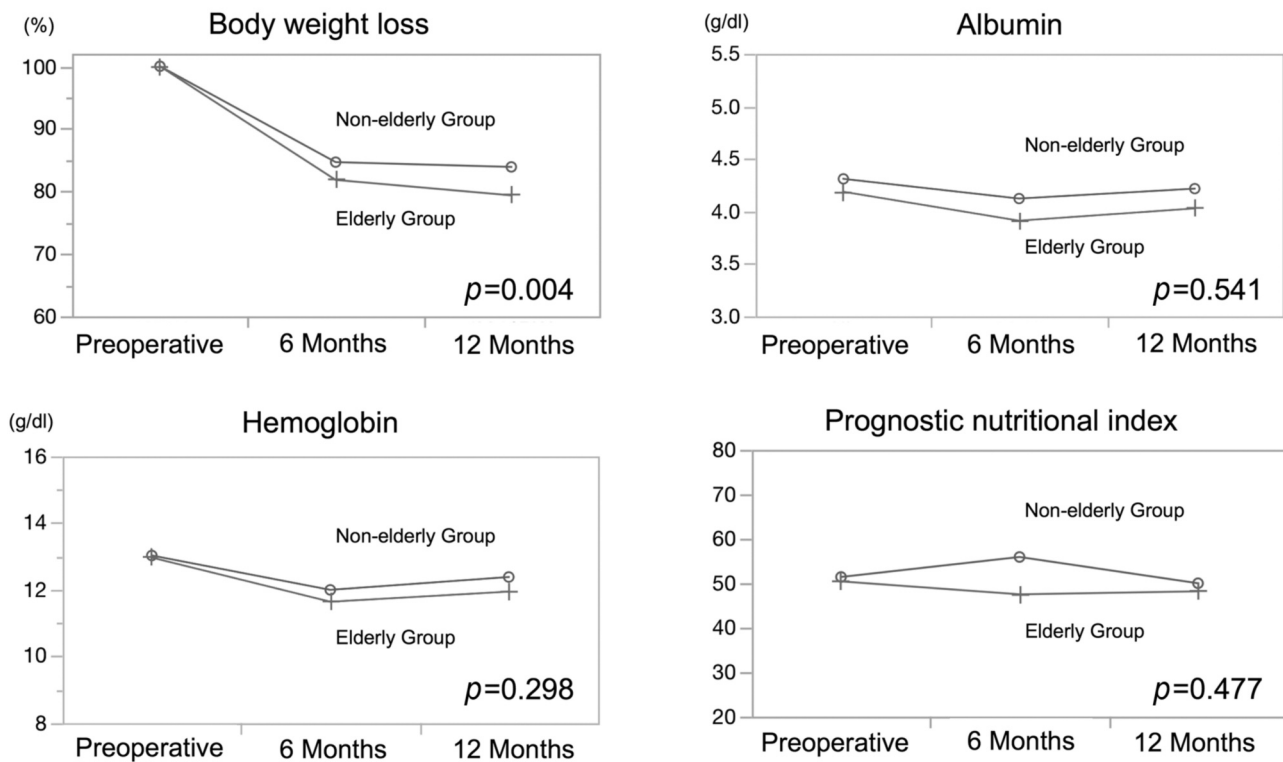 Body weight loss
(%)
100
90
80
70
60
Non-elderly Group
Elderly Group
p=0.004
Preoperative 6 Months 12 Months
Albumin
(g/dl)
5.5
5.0
4.5
4.0
3.5
3.0
Non-elderly Group
Elderly Group
p=0.541
Preoperative 6 Months 12 Months
Hemoglobin
(g/dl)
16
14
12
10
8
Non-elderly Group
Elderly Group
p=0.298
Preoperative 6 Months 12 Months
Prognostic nutritional index
80
70
60
50
40
30
20
Non-elderly Group
Elderly Group
p=0.477
Preoperative 6 Months 12 Months